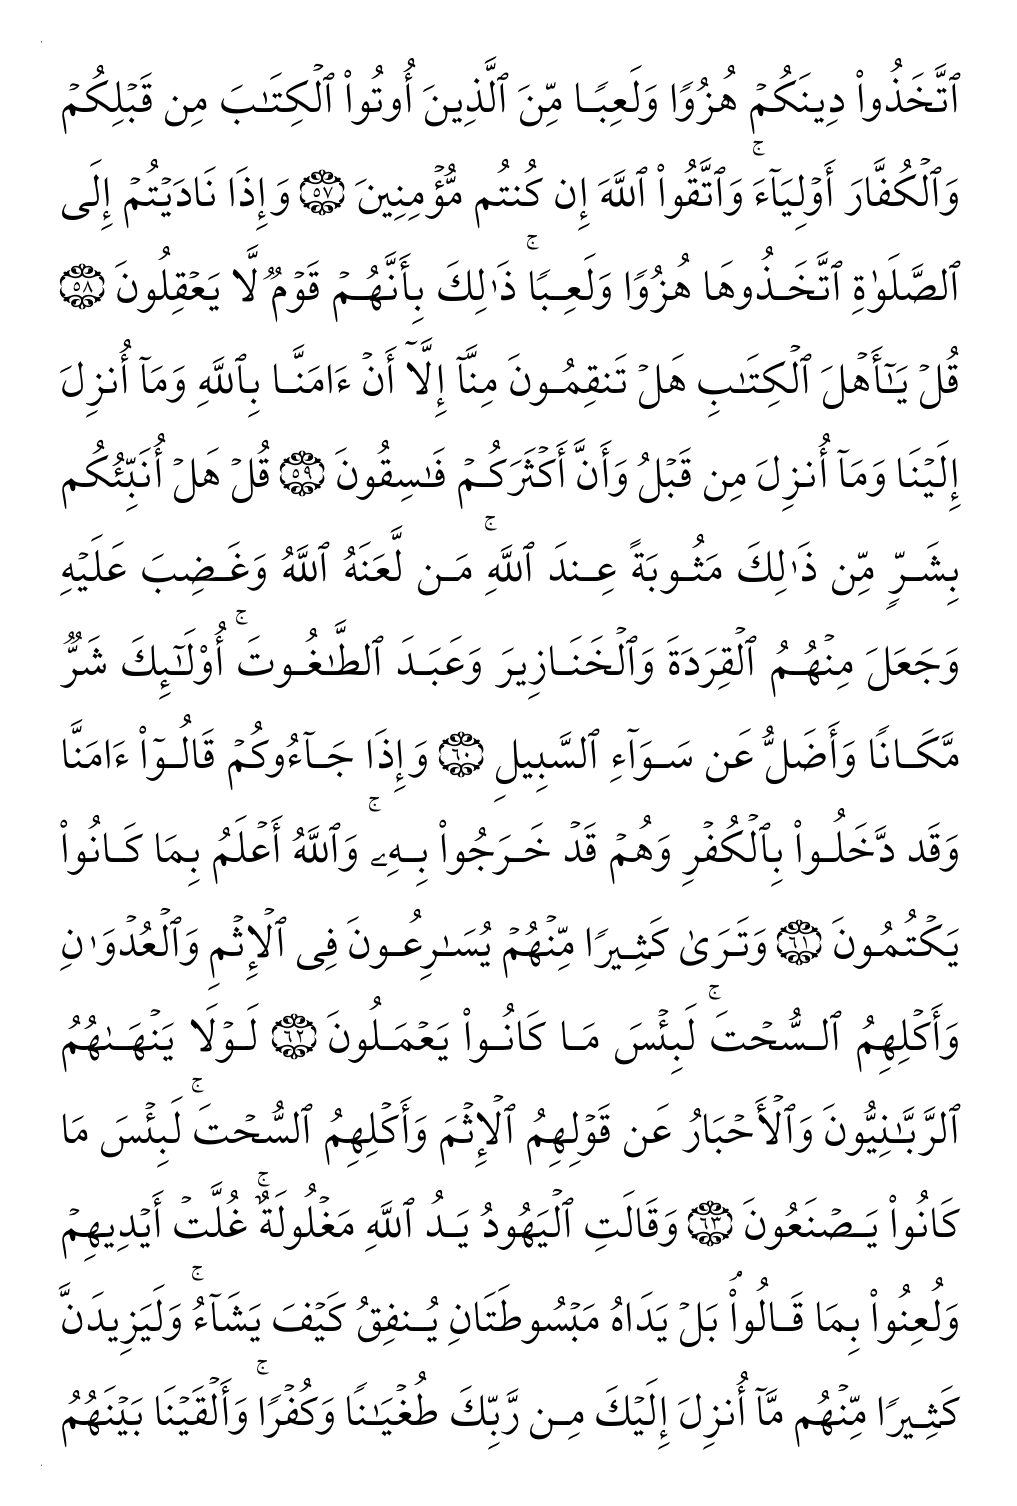 ٱتَّخَذُواْ دِينَكُمۡ هُزُوًا وَلَعِبًا مِّنَ ٱلَّذِينَ أُوتُواْ ٱلۡكِتَٰبَ مِن قَبۡلِكُمۡ
وَٱلۡكُفَّارَ أَوۡلِيَآءَۚ وَٱتَّقُواْ ٱللَّهَ إِن كُنتُم مُّؤۡمِنِينَ ٥٧ وَإِذَا نَادَيۡتُمۡ إِلَى
ٱلصَّلَوٰةِ ٱتَّخَذُوهَا هُزُوًا وَلَعِبًاۚ ذَٰلِكَ بِأَنَّهُمۡ قَوۡمٌ لَّا يَعۡقِلُونَ ٥٨
قُلۡ يَٰٓأَهۡلَ ٱلۡكِتَٰبِ هَلۡ تَنقِمُونَ مِنَّآ إِلَّآ أَنۡ ءَامَنَّا بِٱللَّهِ وَمَآ أُنزِلَ
إِلَيۡنَا وَمَآ أُنزِلَ مِن قَبۡلُ وَأَنَّ أَكۡثَرَكُمۡ فَٰسِقُونَ ٥٩ قُلۡ هَلۡ أُنَبِّئُكُم
بِشَرٍّ مِّن ذَٰلِكَ مَثُوبَةً عِندَ ٱللَّهِۚ مَن لَّعَنَهُ ٱللَّهُ وَغَضِبَ عَلَيۡهِ
وَجَعَلَ مِنۡهُمُ ٱلۡقِرَدَةَ وَٱلۡخَنَازِيرَ وَعَبَدَ ٱلطَّٰغُوتَۚ أُوْلَٰٓئِكَ شَرٌّ
مَّكَانًا وَأَضَلُّ عَن سَوَآءِ ٱلسَّبِيلِ ٦٠ وَإِذَا جَآءُوكُمۡ قَالُوٓاْ ءَامَنَّا
وَقَد دَّخَلُواْ بِٱلۡكُفۡرِ وَهُمۡ قَدۡ خَرَجُواْ بِهِۦۚ وَٱللَّهُ أَعۡلَمُ بِمَا كَانُواْ
يَكۡتُمُونَ ٦١ وَتَرَىٰ كَثِيرًا مِّنۡهُمۡ يُسَٰرِعُونَ فِي ٱلۡإِثۡمِ وَٱلۡعُدۡوَٰنِ
وَأَكۡلِهِمُ ٱلسُّحۡتَۚ لَبِئۡسَ مَا كَانُواْ يَعۡمَلُونَ ٦٢ لَوۡلَا يَنۡهَىٰهُمُ
ٱلرَّبَّٰنِيُّونَ وَٱلۡأَحۡبَارُ عَن قَوۡلِهِمُ ٱلۡإِثۡمَ وَأَكۡلِهِمُ ٱلسُّحۡتَۚ لَبِئۡسَ مَا
كَانُواْ يَصۡنَعُونَ ٦٣ وَقَالَتِ ٱلۡيَهُودُ يَدُ ٱللَّهِ مَغۡلُولَةٌۚ غُلَّتۡ أَيۡدِيهِمۡ
وَلُعِنُواْ بِمَا قَالُواْۘ بَلۡ يَدَاهُ مَبۡسُوطَتَانِ يُنفِقُ كَيۡفَ يَشَآءُۚ وَلَيَزِيدَنَّ
كَثِيرًا مِّنۡهُم مَّآ أُنزِلَ إِلَيۡكَ مِن رَّبِّكَ طُغۡيَٰنًا وَكُفۡرًاۚ وَأَلۡقَيۡنَا بَيۡنَهُمُ